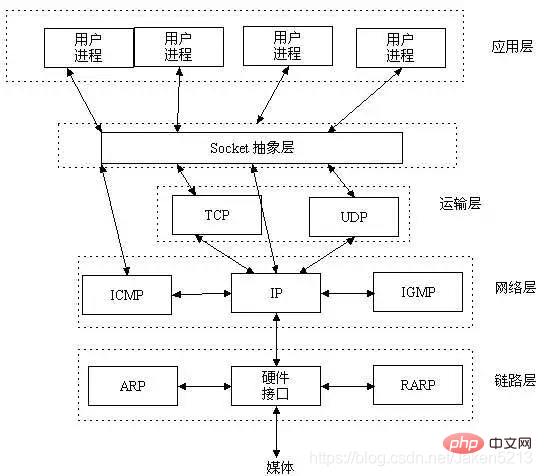 用户
进程
用户
进程
用户
进程
用户
进程
应用层
Socket 抽象层
TCP
UDP
运输层
ICMP
IP
IGMP
网络层
ARP
硬件
接口
RARP
链路层
媒体
php 中文网
https://blog.csdn.net/Jaken5213